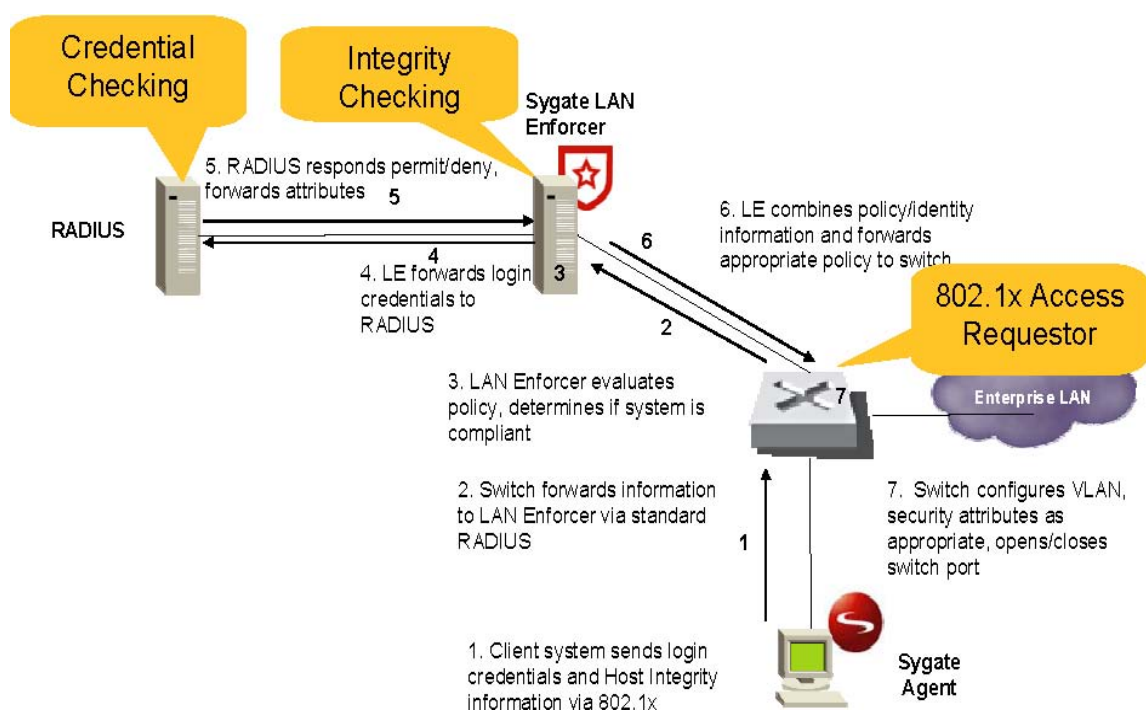 Credential
Checking
Integrity
Checking
Sygate LAN
Enforcer
5. RADIUS responds permit/deny,
forwards attributes
5
RADIUS
4
3
4. LE forwards login
credentials to
RADIUS
6
2
6. LE combines policy/identity
information and forwards
appropriate policy to switch
802.1x Access
Requestor
7
Enterprise LAN
3. LAN Enforcer evaluates
policy, determines if system is
compliant
2. Switch forwards information
to LAN Enforcer via standard
RADIUS
1
7. Switch configures VLAN,
security attributes as
appropriate, opens/closes
switch port
1. Client system sends login
credentials and Host Integrity
information via 802.1x
S
Sygate
Agent